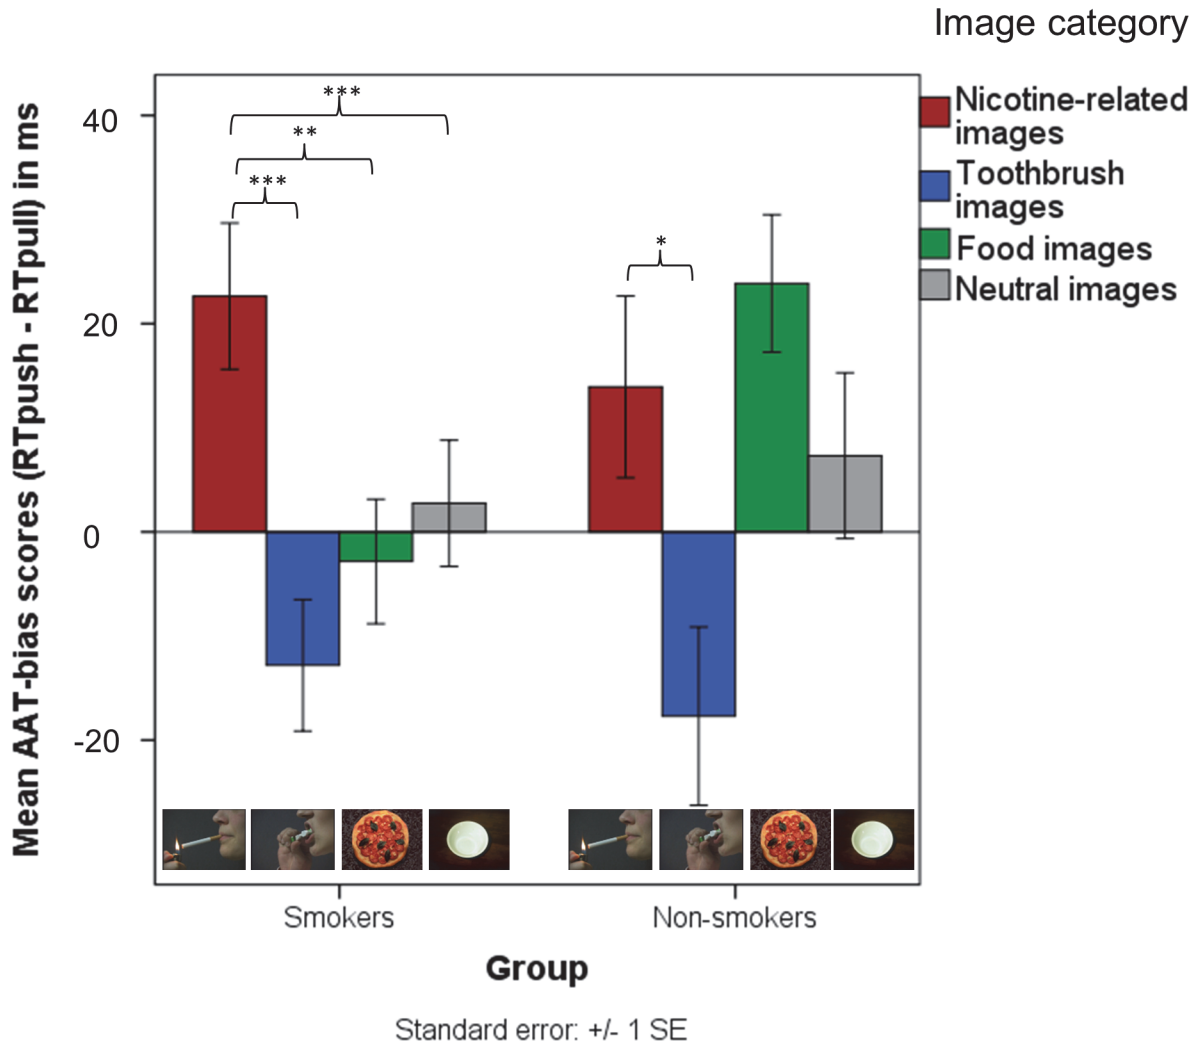 Image category
Nicotine-related
images
Toothbrush
images
Food images
Neutral images
Mean AAT-bias scores (RTpush - RTpull) in ms
40
20
0
-20
***
**
***
*
Smokers
Non-smokers
Group
Standard error: +/- 1 SE